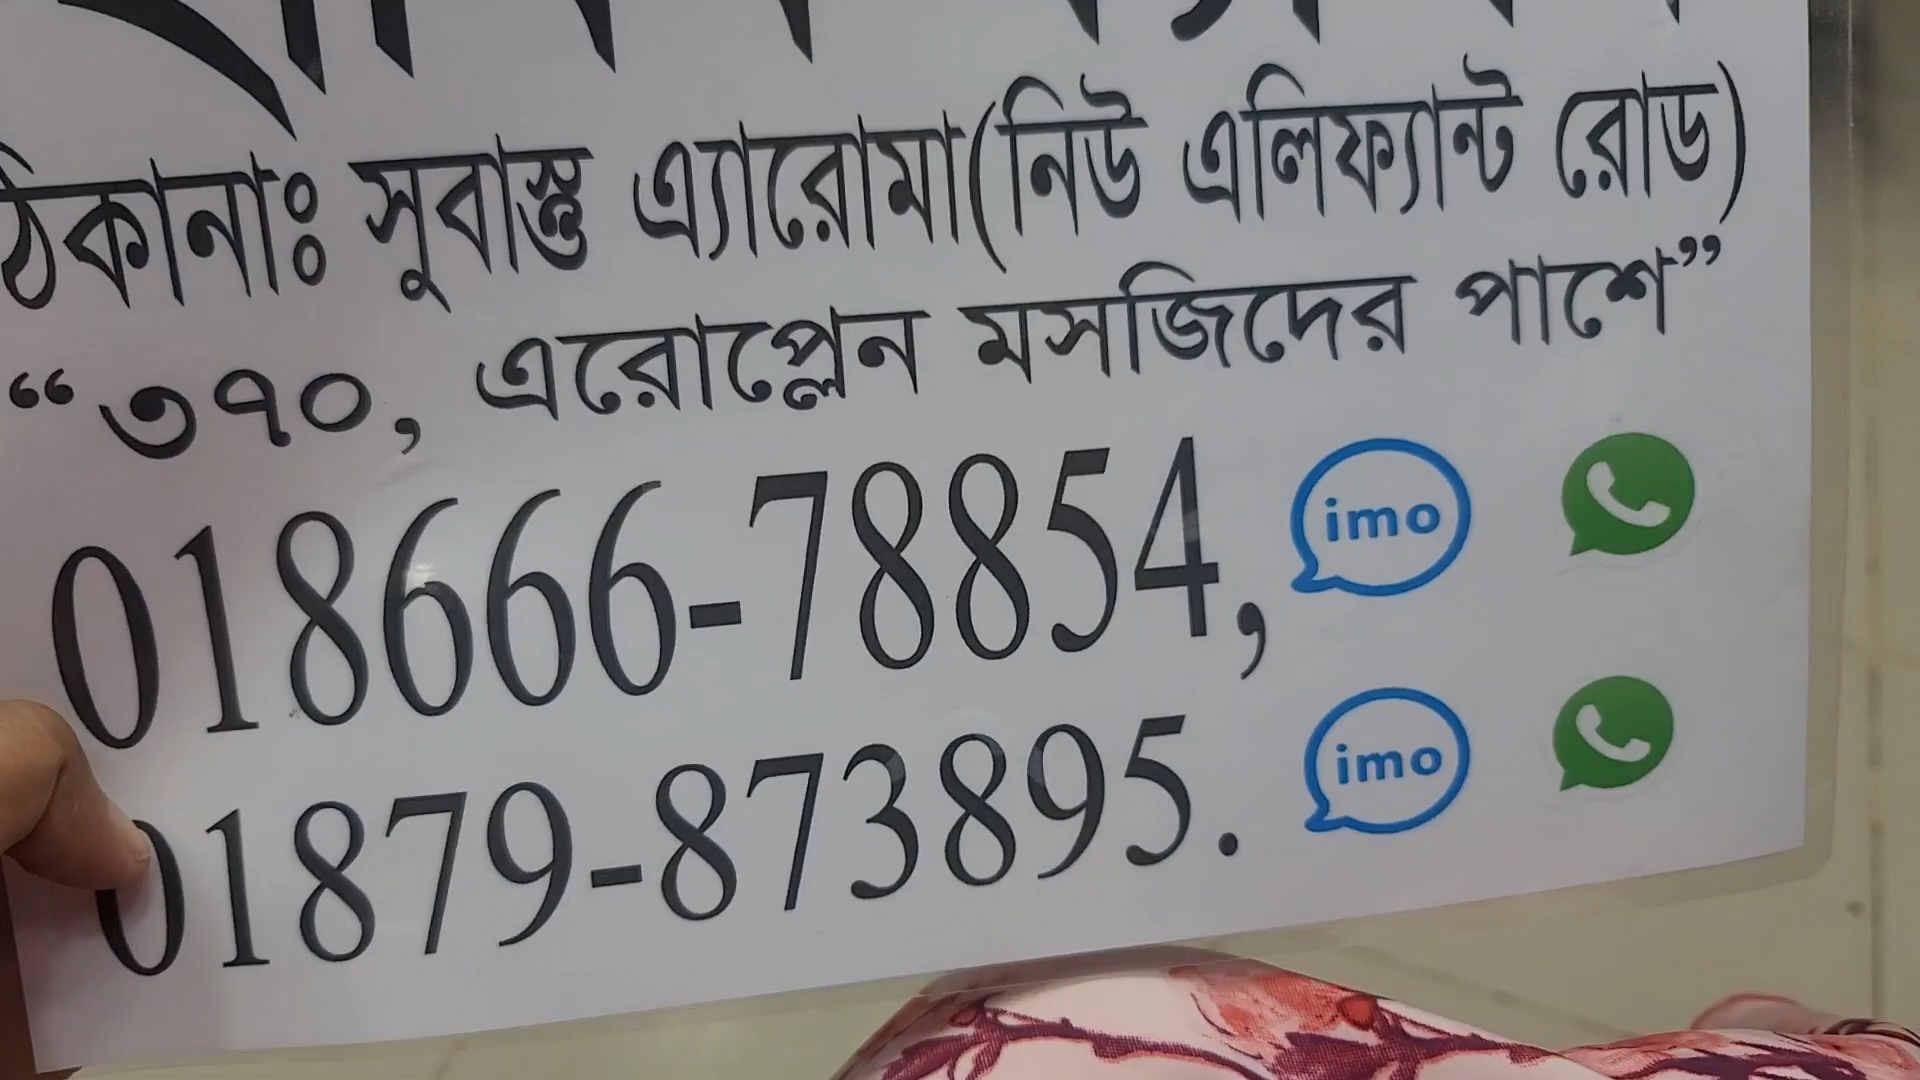 ঠিকানাঃ সুবাস্তু এ্যারোমা(নিউ এলিফ্যান্ট রোড)
“৩৭০, এরোপ্লেন মসজিদের পাশে”
018666-78854, imo
01879-873895. imo